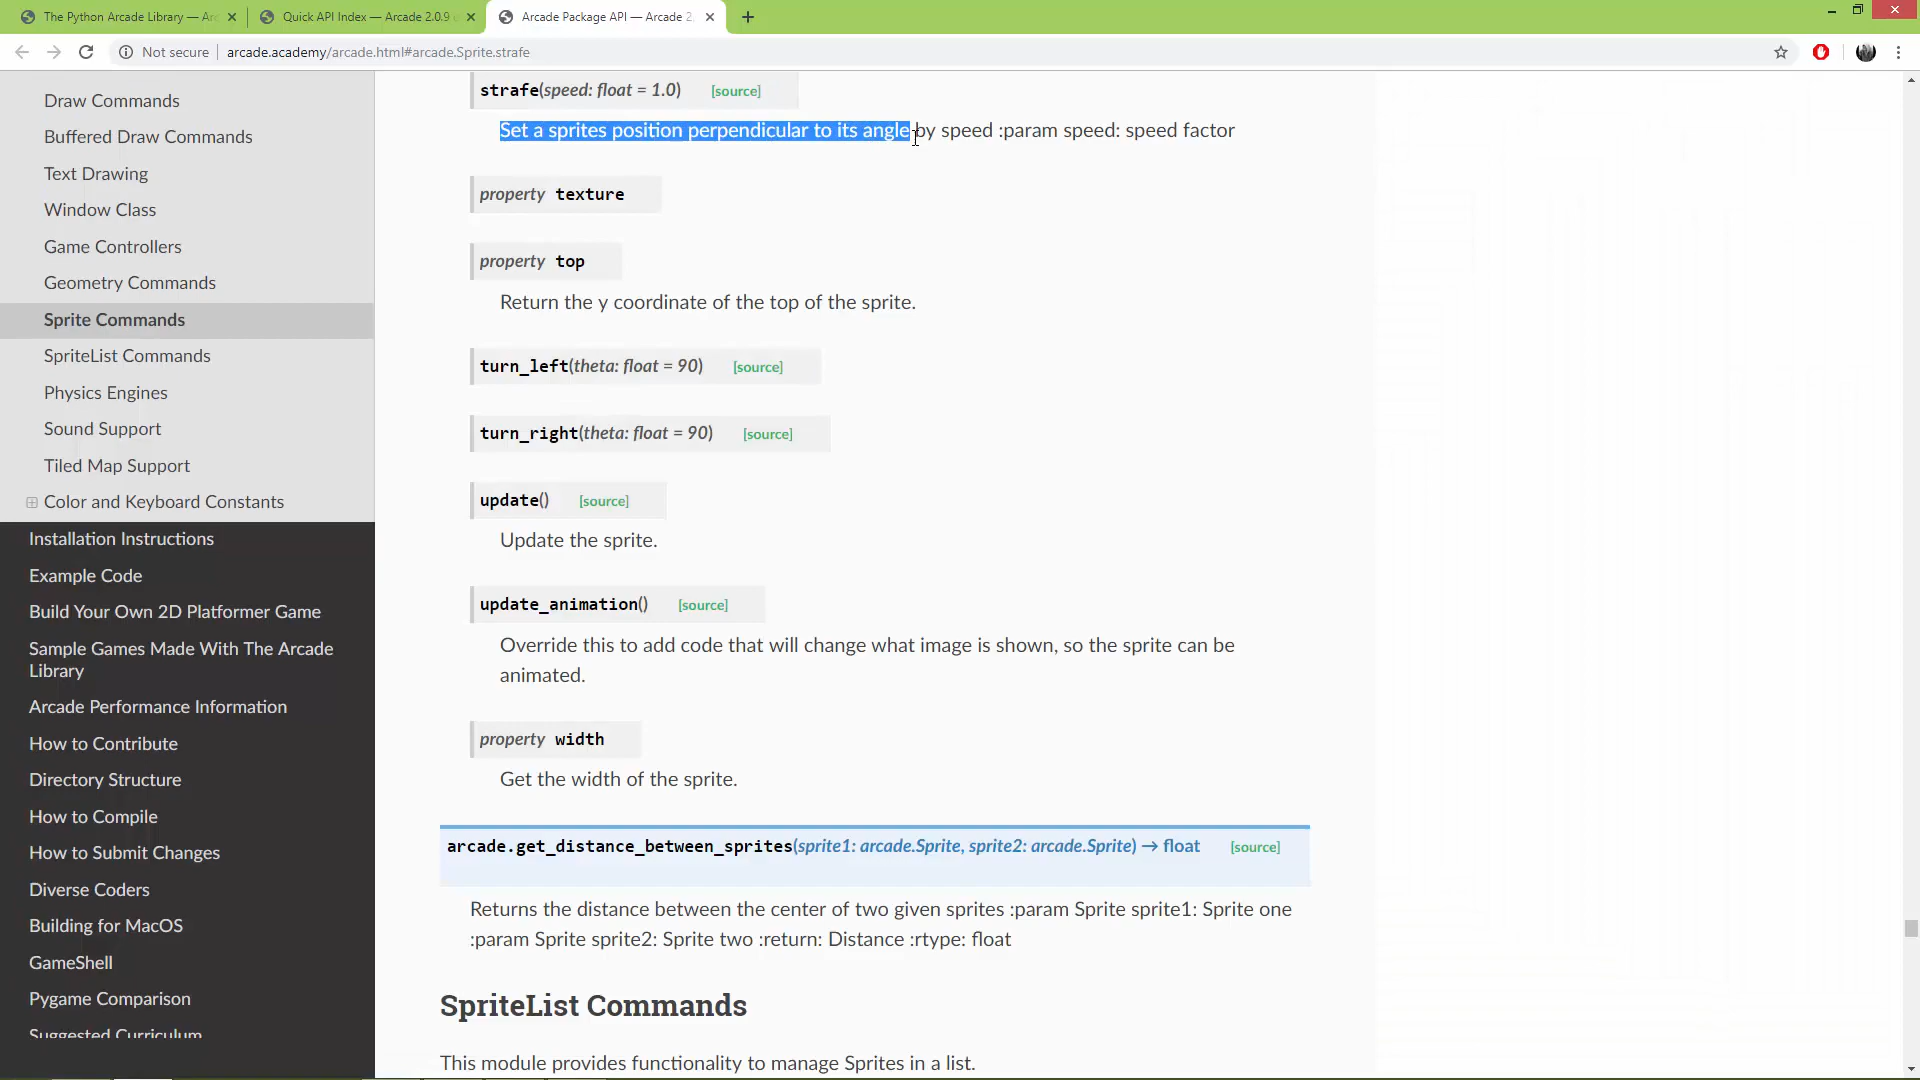 The Python Arcade Library — Ar
Quick API Index — Arcade 2.0.9
Arcade Package API — Arcade 2.
Not secure
arcade.academy/arcade.html#arcade.Sprite.strafe
Draw Commands
Buffered Draw Commands
Text Drawing
Window Class
Game Controllers
Geometry Commands
Sprite Commands
SpriteList Commands
Physics Engines
Sound Support
Tiled Map Support
Color and Keyboard Constants
Installation Instructions
Example Code
Build Your Own 2D Platformer Game
Sample Games Made With The Arcade
Library
Arcade Performance Information
How to Contribute
Directory Structure
How to Compile
How to Submit Changes
Diverse Coders
Building for MacOS
GameShell
Pygame Comparison
Suggested Curriculum
strafe(speed: float = 1.0) [source]
Set a sprites position perpendicular to its angle by speed :param speed: speed factor
property texture
property top
Return the y coordinate of the top of the sprite.
turn_left(theta: float = 90) [source]
turn_right(theta: float = 90) [source]
update() [source]
Update the sprite.
update_animation() [source]
Override this to add code that will change what image is shown, so the sprite can be
animated.
property width
Get the width of the sprite.
arcade.get_distance_between_sprites(sprite1: arcade.Sprite, sprite2: arcade.Sprite) → float [source]
Returns the distance between the center of two given sprites :param Sprite sprite1: Sprite one
:param Sprite sprite2: Sprite two :return: Distance :rtype: float
SpriteList Commands
This module provides functionality to manage Sprites in a list.